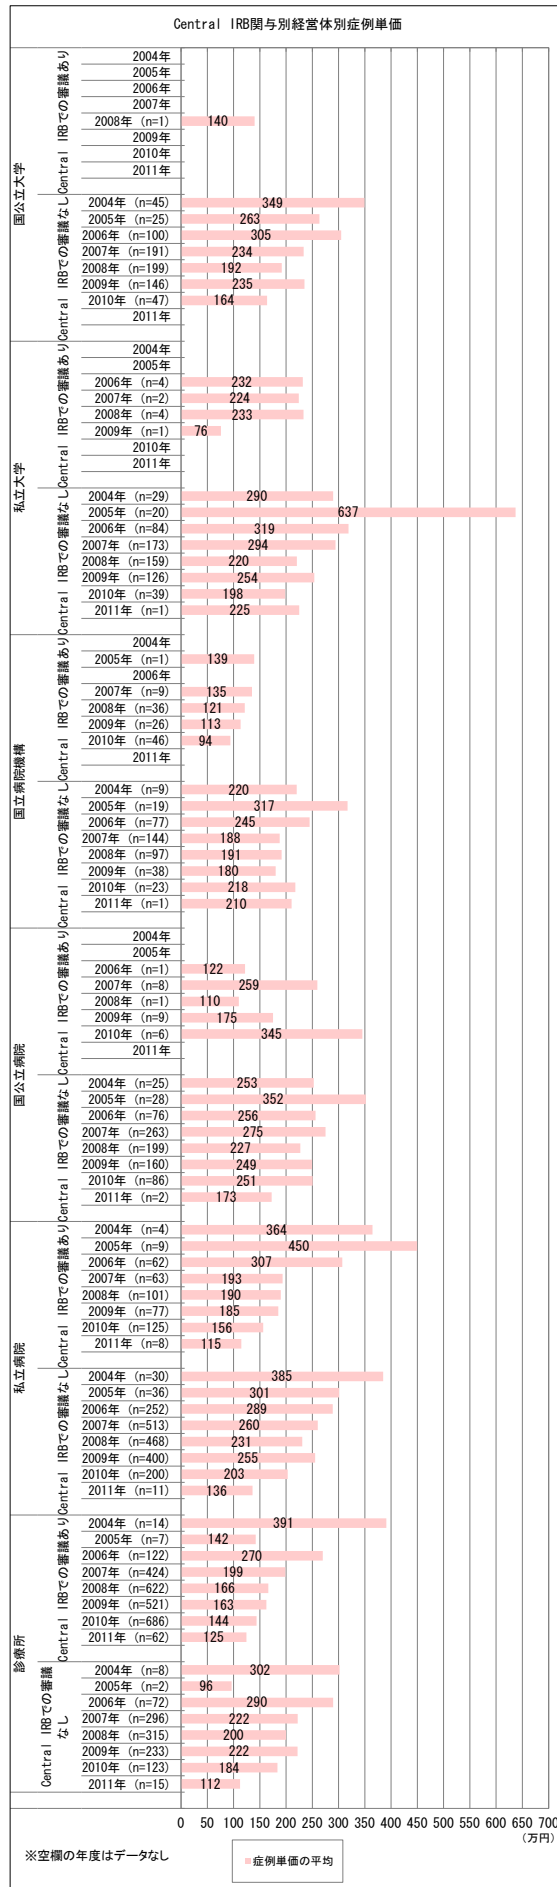 Central IRB関与別経営体別症例単価
国公立大学
Central IRBでの審議あり
2004年
2005年
2006年
2007年
2008年 (n=1) 140
2009年
2010年
2011年
Central IRBでの審議なし
2004年 (n=45) 349
2005年 (n=25) 263
2006年 (n=100) 305
2007年 (n=191) 234
2008年 (n=199) 192
2009年 (n=146) 235
2010年 (n=47) 164
2011年
私立大学
Central IRBでの審議あり
2004年
2005年
2006年 (n=4) 232
2007年 (n=2) 224
2008年 (n=4) 233
2009年 (n=1) 76
2010年
2011年
Central IRBでの審議なし
2004年 (n=29) 290
2005年 (n=20) 637
2006年 (n=84) 319
2007年 (n=173) 294
2008年 (n=159) 220
2009年 (n=126) 254
2010年 (n=39) 198
2011年 (n=1) 225
国立病院機構
Central IRBでの審議あり
2004年
2005年 (n=1) 139
2006年
2007年 (n=9) 135
2008年 (n=36) 121
2009年 (n=26) 113
2010年 (n=46) 94
2011年
Central IRBでの審議なし
2004年 (n=9) 220
2005年 (n=19) 317
2006年 (n=77) 245
2007年 (n=144) 188
2008年 (n=97) 191
2009年 (n=38) 180
2010年 (n=23) 218
2011年 (n=1) 210
国公立病院
Central IRBでの審議あり
2004年
2005年
2006年 (n=1) 122
2007年 (n=8) 259
2008年 (n=1) 110
2009年 (n=9) 175
2010年 (n=6) 345
2011年
Central IRBでの審議なし
2004年 (n=25) 253
2005年 (n=28) 352
2006年 (n=76) 256
2007年 (n=263) 275
2008年 (n=199) 227
2009年 (n=160) 249
2010年 (n=86) 251
2011年 (n=2) 173
私立病院
Central IRBでの審議あり
2004年 (n=4) 364
2005年 (n=9) 450
2006年 (n=62) 307
2007年 (n=63) 193
2008年 (n=101) 190
2009年 (n=77) 185
2010年 (n=125) 156
2011年 (n=8) 115
Central IRBでの審議なし
2004年 (n=30) 385
2005年 (n=36) 301
2006年 (n=252) 289
2007年 (n=513) 260
2008年 (n=468) 231
2009年 (n=400) 255
2010年 (n=200) 203
2011年 (n=11) 136
診療所
Central IRBでの審議あり
2004年 (n=14) 391
2005年 (n=7) 142
2006年 (n=122) 270
2007年 (n=424) 199
2008年 (n=622) 166
2009年 (n=521) 163
2010年 (n=686) 144
2011年 (n=62) 125
Central IRBでの審議
なし
2004年 (n=8) 302
2005年 (n=2) 96
2006年 (n=72) 290
2007年 (n=296) 222
2008年 (n=315) 200
2009年 (n=233) 222
2010年 (n=123) 184
2011年 (n=15) 112
0 50 100 150 200 250 300 350 400 450 500 550 600 650 700
(万円)
※空欄の年度はデータなし
症例単価の平均